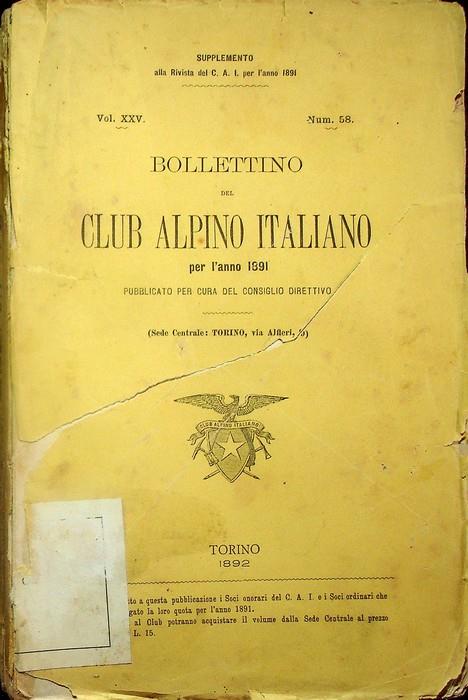 SUPPLEMENTO
alla Rivista del C. A. I. per l'anno 1891
Vol. XXV. Num. 58.
BOLLETTINO
DEL
CLUB ALPINO ITALIANO
per l'anno 1891
PUBBLICATO PER CURA DEL CONSIGLIO DIRETTIVO
(Sede Centrale: TORINO, via Alfieri, 9)
CLUB ALPINO ITALIANO
TORINO
1892
ito a questa pubblicazione i Soci onorari del C. A. I. e i Soci ordinari che
gato la loro quota per l'anno 1891.
al Club potranno acquistare il volume dalla Sede Centrale al prezzo
L. 15.